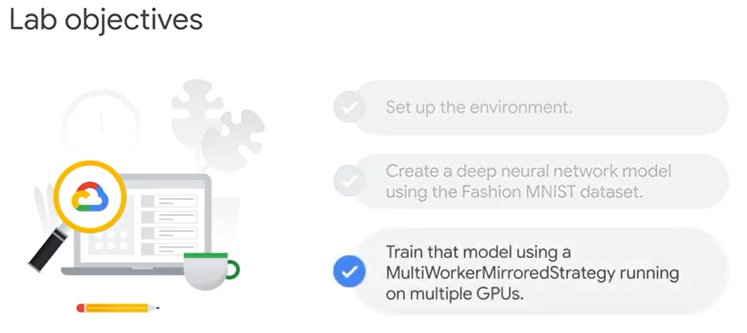 Lab objectives
Set up the environment.
Create a deep neural network model
using the Fashion MNIST dataset.
Train that model using a
MultiWorkerMirroredStrategy running
on multiple GPUs.